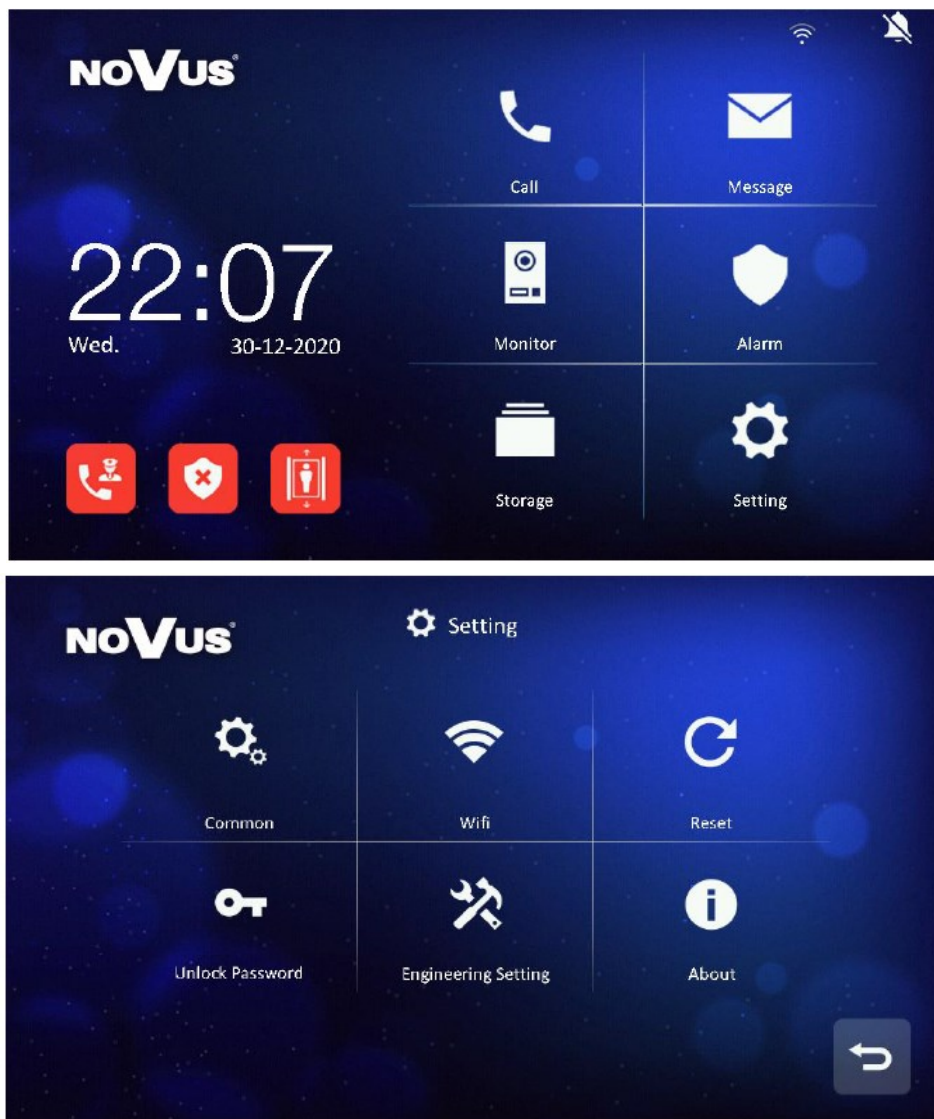 NOVUS®
Call
Message
22:07
Wed.
30-12-2020
Monitor
Alarm
Storage
Setting
NOVUS®
Setting
Common
Wifi
Reset
Unlock Password
Engineering Setting
About